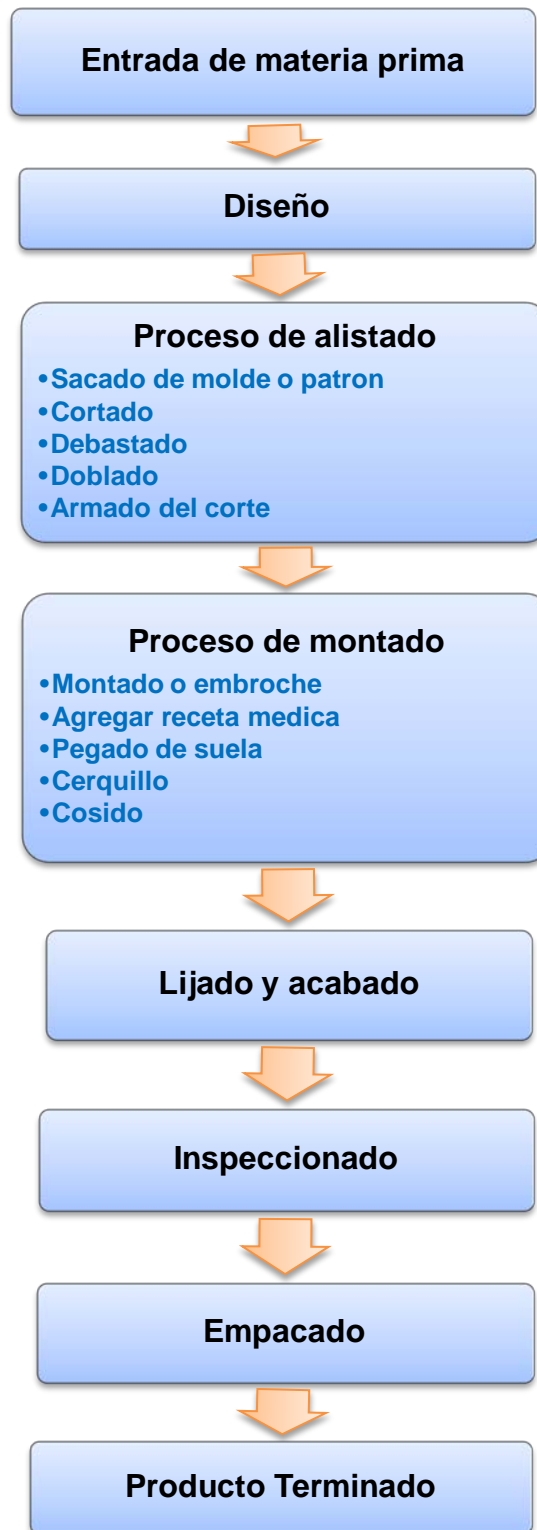 Entrada de materia prima
Diseño
Proceso de alistado
•Sacado de molde o patron
•Cortado
•Debastado
•Doblado
•Armado del corte
Proceso de montado
•Montado o embroche
•Agregar receta medica
•Pegado de suela
•Cerquillo
•Cosido
Lijado y acabado
Inspeccionado
Empacado
Producto Terminado